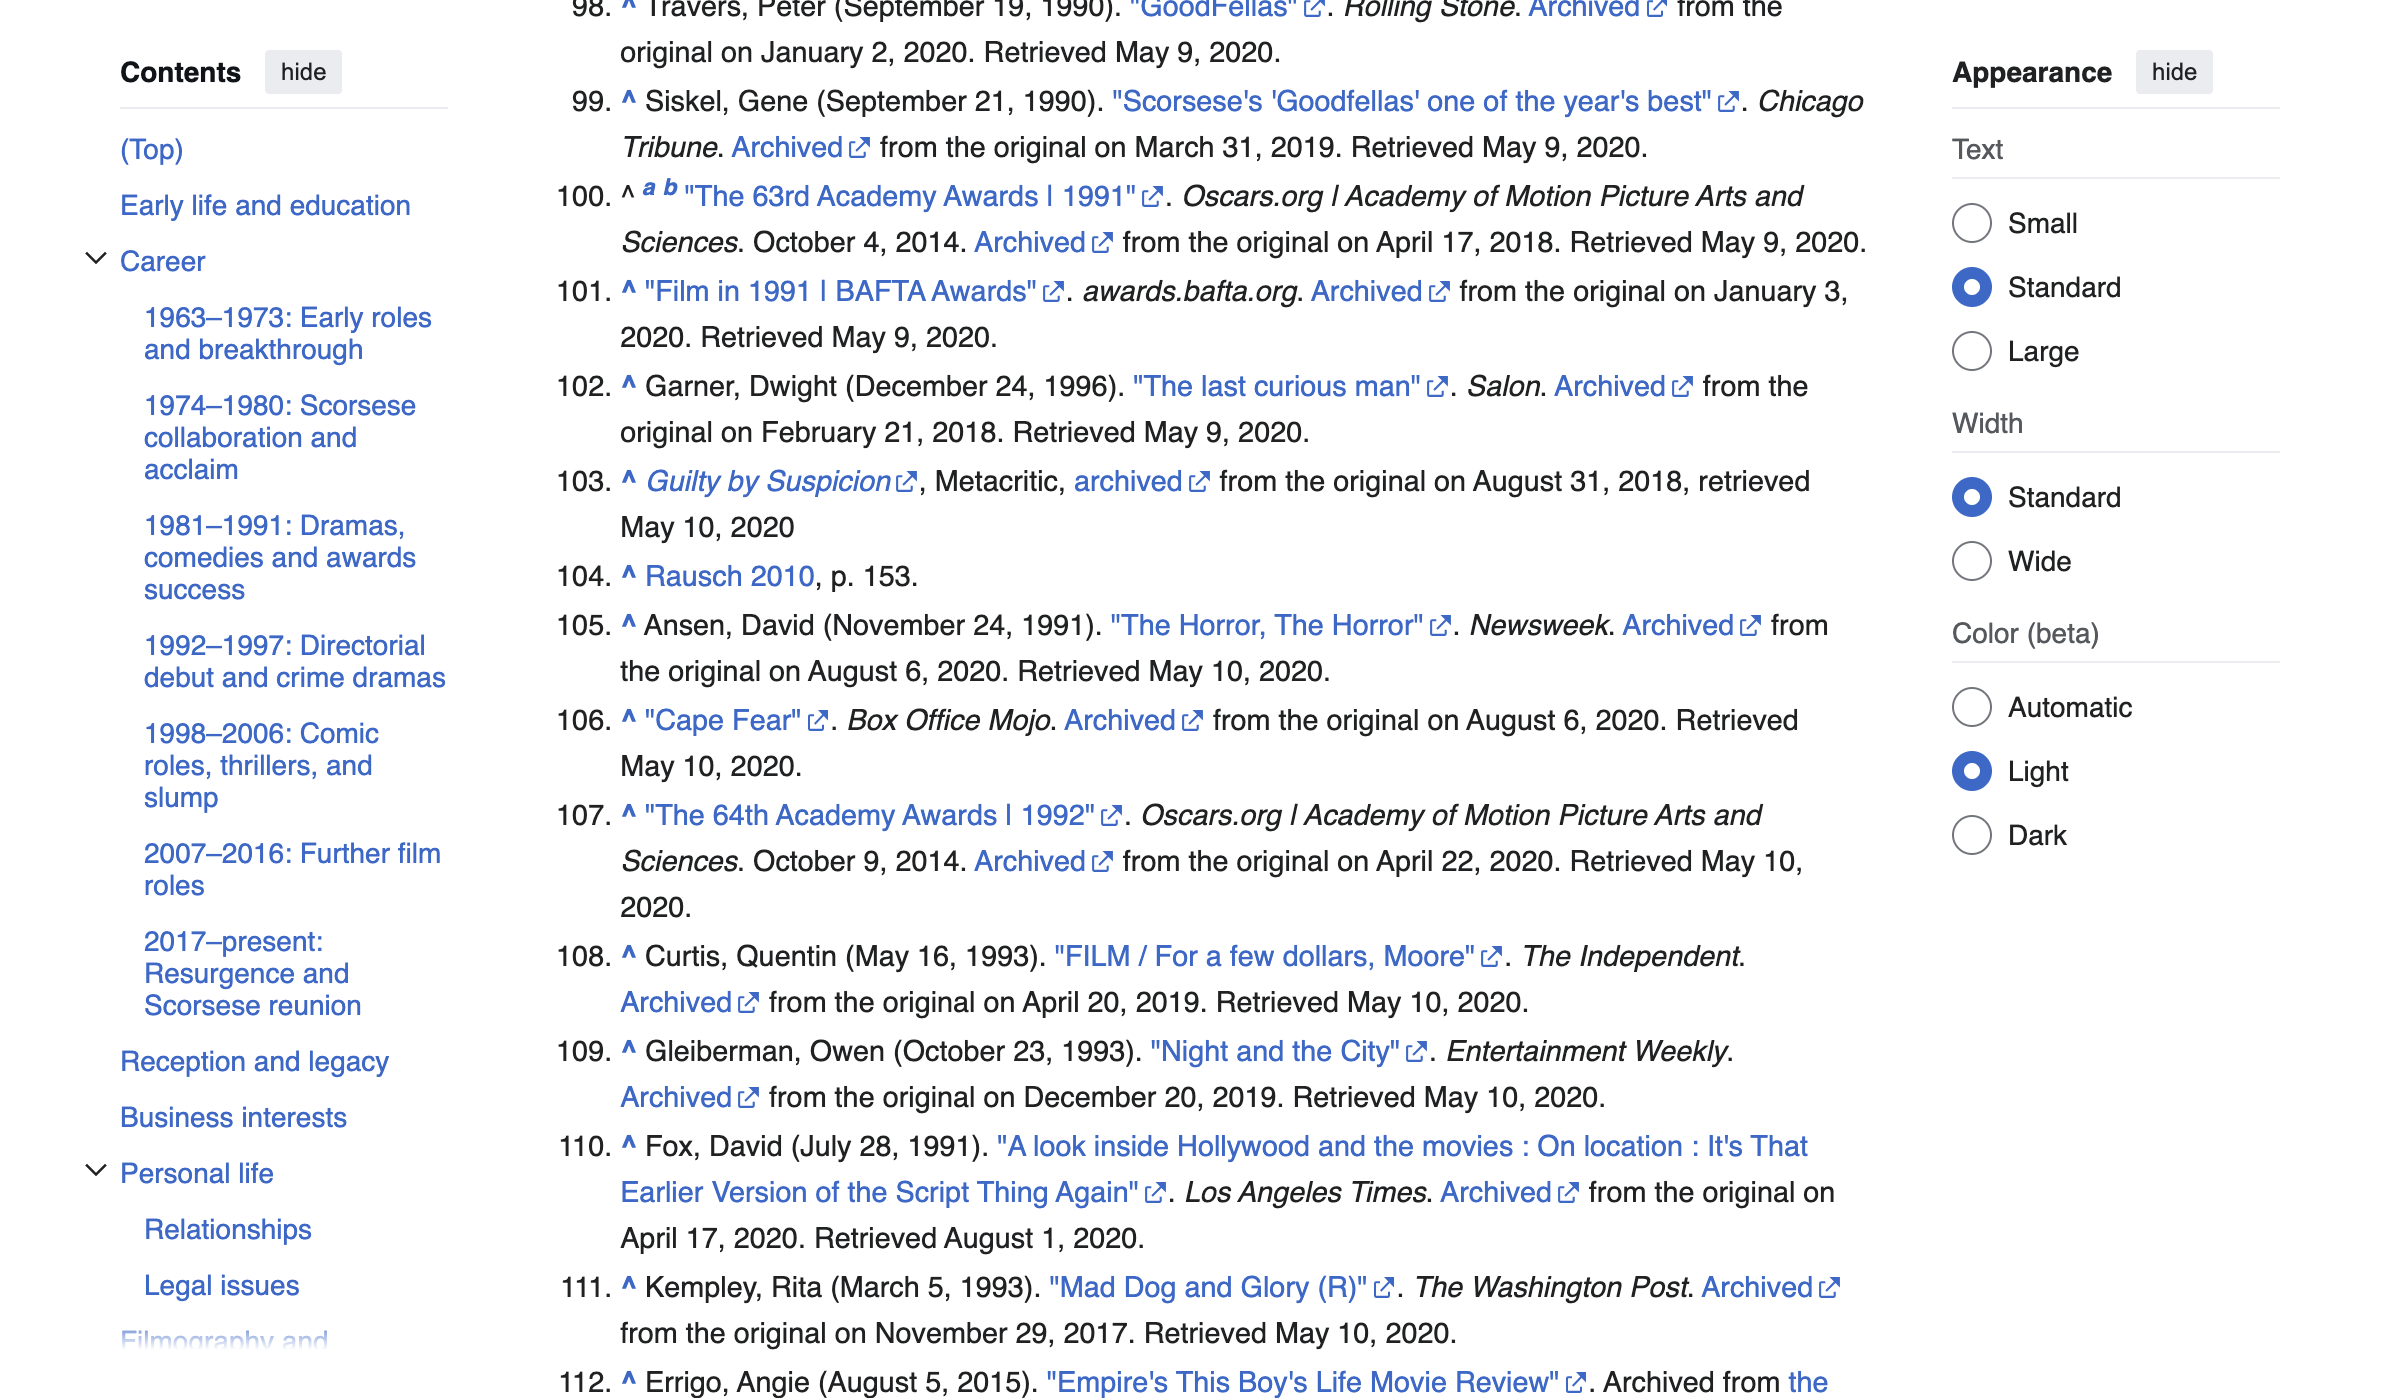 Contents hide
(Top)
Early life and education
Career
1963–1973: Early roles
and breakthrough
1974–1980: Scorsese
collaboration and
acclaim
1981–1991: Dramas,
comedies and awards
success
1992–1997: Directorial
debut and crime dramas
1998–2006: Comic
roles, thrillers, and
slump
2007–2016: Further film
roles
2017–present:
Resurgence and
Scorsese reunion
Reception and legacy
Business interests
Personal life
Relationships
Legal issues
Filmography and
98. ^ Travers, Peter (September 19, 1990). "GoodFellas". Rolling Stone. Archived from the
original on January 2, 2020. Retrieved May 9, 2020.
99. ^ Siskel, Gene (September 21, 1990). "Scorsese's 'Goodfellas' one of the year's best". Chicago
Tribune. Archived from the original on March 31, 2019. Retrieved May 9, 2020.
100. ^ a b "The 63rd Academy Awards | 1991". Oscars.org | Academy of Motion Picture Arts and
Sciences. October 4, 2014. Archived from the original on April 17, 2018. Retrieved May 9, 2020.
101. ^ "Film in 1991 | BAFTA Awards". awards.bafta.org. Archived from the original on January 3,
2020. Retrieved May 9, 2020.
102. ^ Garner, Dwight (December 24, 1996). "The last curious man". Salon. Archived from the
original on February 21, 2018. Retrieved May 9, 2020.
103. ^ Guilty by Suspicion, Metacritic, archived from the original on August 31, 2018, retrieved
May 10, 2020
104. ^ Rausch 2010, p. 153.
105. ^ Ansen, David (November 24, 1991). "The Horror, The Horror". Newsweek. Archived from
the original on August 6, 2020. Retrieved May 10, 2020.
106. ^ "Cape Fear". Box Office Mojo. Archived from the original on August 6, 2020. Retrieved
May 10, 2020.
107. ^ "The 64th Academy Awards | 1992". Oscars.org | Academy of Motion Picture Arts and
Sciences. October 9, 2014. Archived from the original on April 22, 2020. Retrieved May 10,
2020.
108. ^ Curtis, Quentin (May 16, 1993). "FILM / For a few dollars, Moore". The Independent.
Archived from the original on April 20, 2019. Retrieved May 10, 2020.
109. ^ Gleiberman, Owen (October 23, 1993). "Night and the City". Entertainment Weekly.
Archived from the original on December 20, 2019. Retrieved May 10, 2020.
110. ^ Fox, David (July 28, 1991). "A look inside Hollywood and the movies : On location : It's That
Earlier Version of the Script Thing Again". Los Angeles Times. Archived from the original on
April 17, 2020. Retrieved August 1, 2020.
111. ^ Kempley, Rita (March 5, 1993). "Mad Dog and Glory (R)". The Washington Post. Archived
from the original on November 29, 2017. Retrieved May 10, 2020.
112. ^ Errigo, Angie (August 5, 2015). "Empire's This Boy's Life Movie Review". Archived from the
Appearance hide
Text
Small
Standard
Large
Width
Standard
Wide
Color (beta)
Automatic
Light
Dark